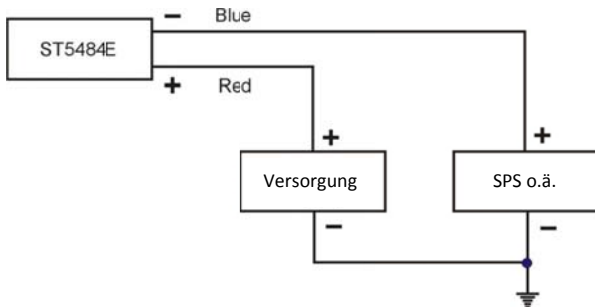 − Blue
ST5484E
+ Red
+ +
Versorgung SPS o.ä.
− −